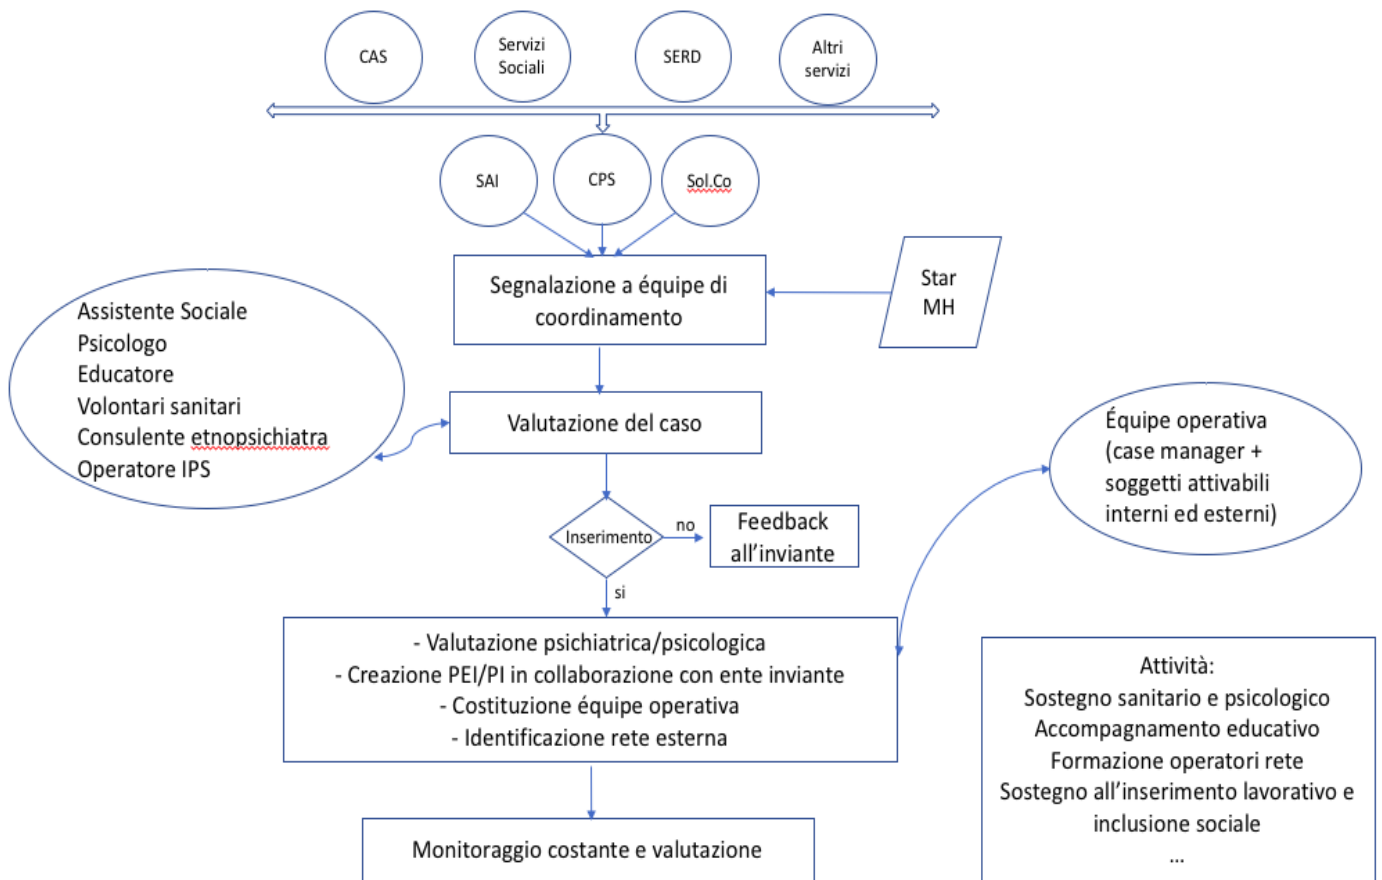 CAS
Servizi
Sociali
SERD
Altri
servizi
SAI
CPS
Sol.Co
Segnalazione a équipe di
coordinamento
Star
MH
Assistente Sociale
Psicologo
Educatore
Volontari sanitari
Consulente etnopsichiatra
Operatore IPS
Valutazione del caso
Équipe operativa
(case manager +
soggetti attivabili
interni ed esterni)
Inserimento
no
Feedback
all'inviante
si
- Valutazione psichiatrica/psicologica
- Creazione PEI/PI in collaborazione con ente inviante
- Costituzione équipe operativa
- Identificazione rete esterna
Attività:
Sostegno sanitario e psicologico
Accompagnamento educativo
Formazione operatori rete
Sostegno all'inserimento lavorativo e
inclusione sociale
...
Monitoraggio costante e valutazione